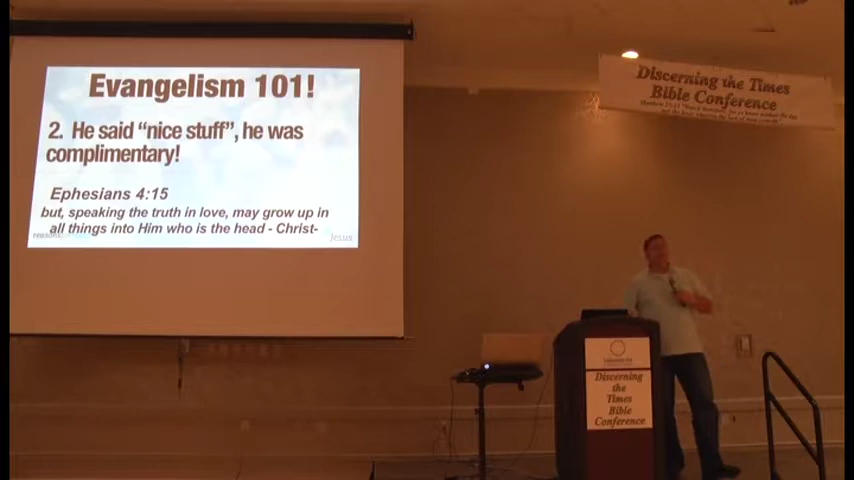 Evangelism 101!
2. He said “nice stuff”, he was
complimentary!
Ephesians 4:15
but, speaking the truth in love, may grow up in
all things into Him who is the head - Christ-
reasons
Jesus
Discerning the Times
Bible Conference
Discerning
the
Times
Bible
Conference